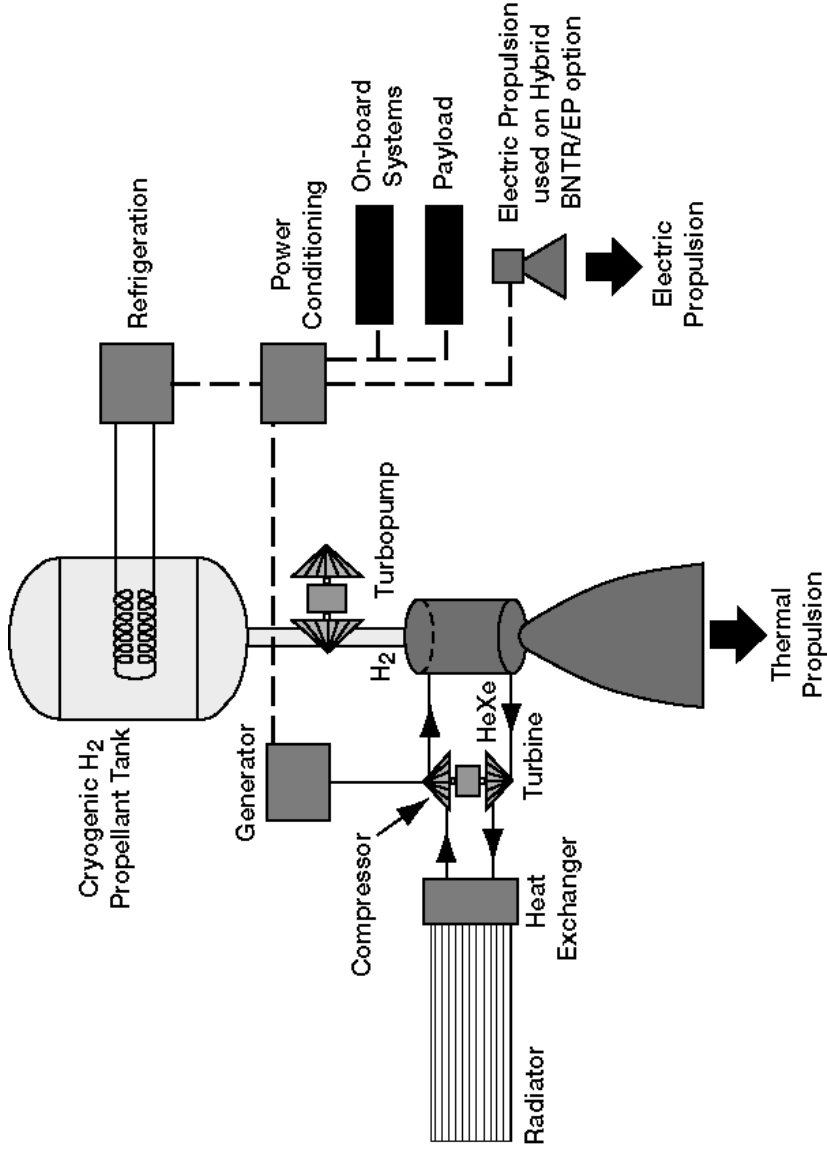 Refrigeration
Cryogenic H2
Propellant Tank
Power
Conditioning
On-board
Systems
Payload
Electric Propulsion
used on Hybrid
BNTR/EP option
Electric
Propulsion
Generator
Turbopump
H2
Compressor
HeXe
Turbine
Heat
Exchanger
Radiator
Thermal
Propulsion